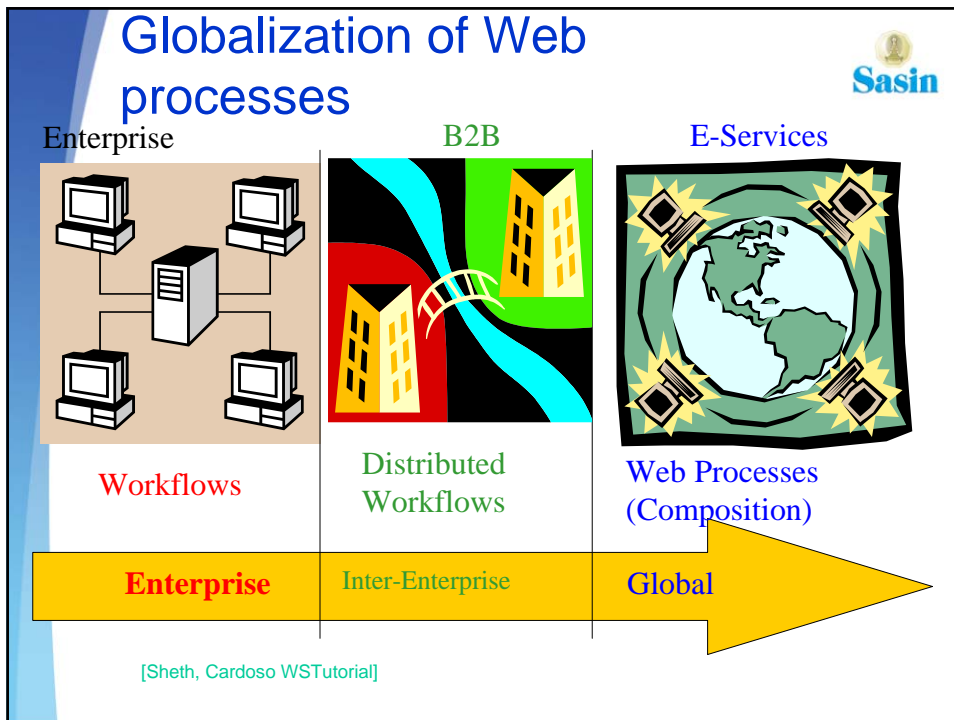 Globalization of Web
processes
Sasin
Enterprise
B2B
E-Services
Workflows
Distributed
Workflows
Web Processes
(Composition)
Enterprise
Inter-Enterprise
Global
[Sheth, Cardoso WSTutorial]